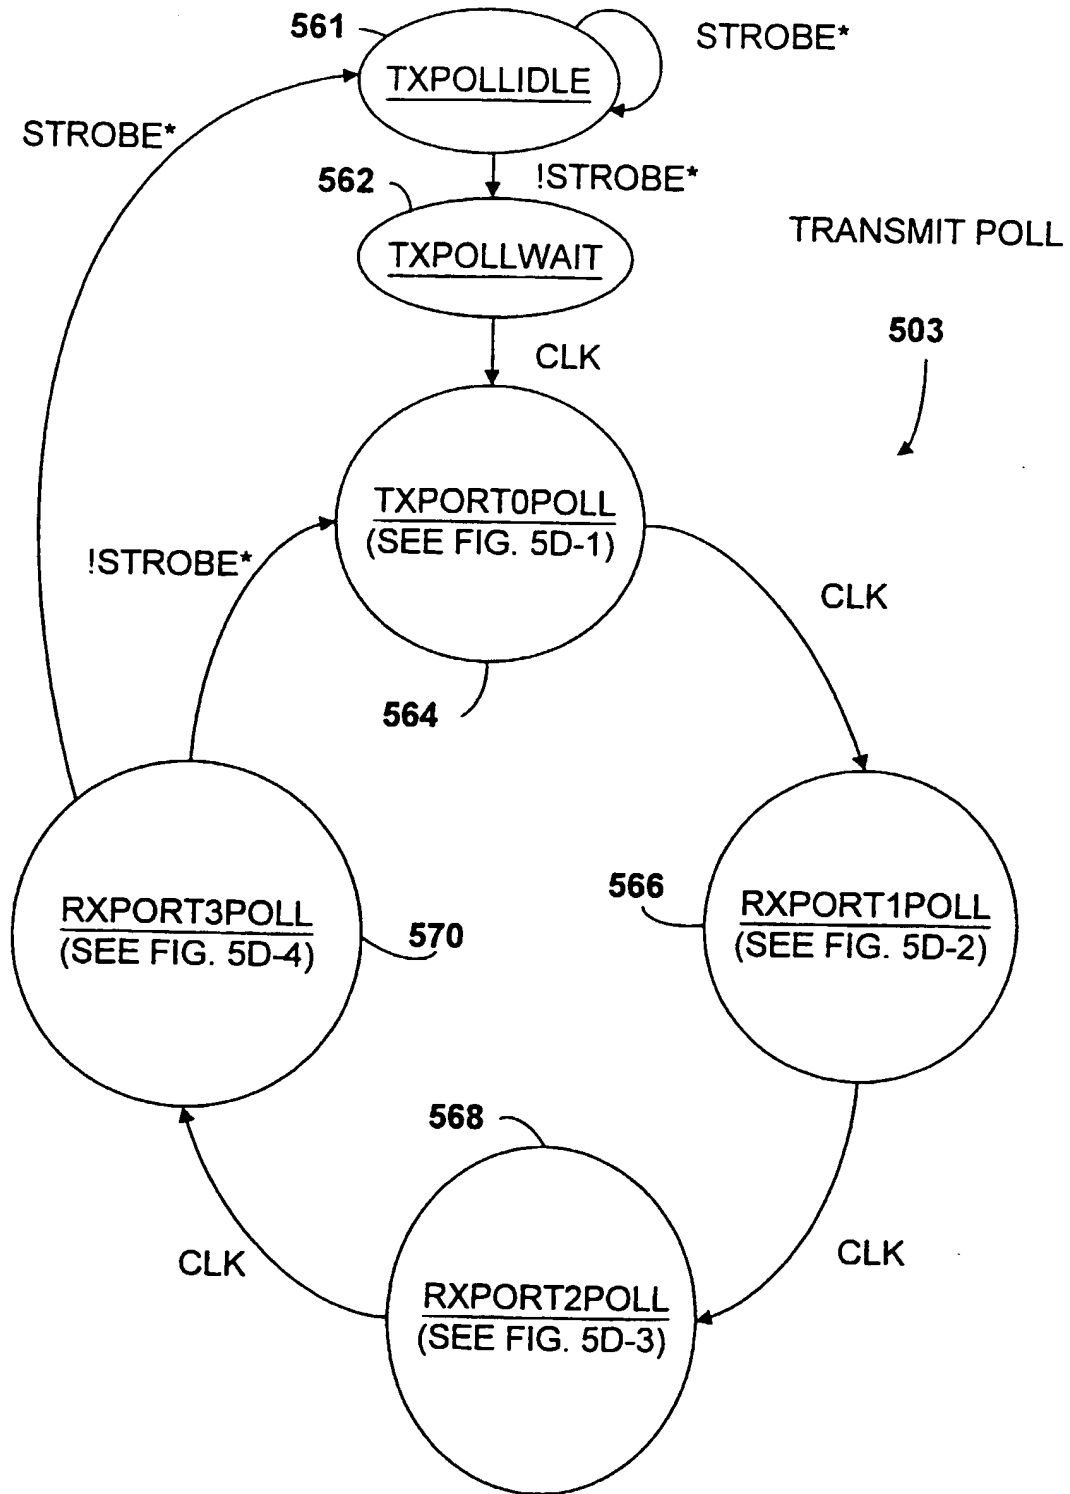 561
STROBE*
TXPOLLIDLE
STROBE*
!STROBE*
562
TRANSMIT POLL
TXPOLLWAIT
503
CLK
TXPORT0POLL
(SEE FIG. 5D-1)
!STROBE*
CLK
564
566
RXPORT1POLL
(SEE FIG. 5D-2)
RXPORT3POLL
(SEE FIG. 5D-4)
570
568
CLK
CLK
RXPORT2POLL
(SEE FIG. 5D-3)